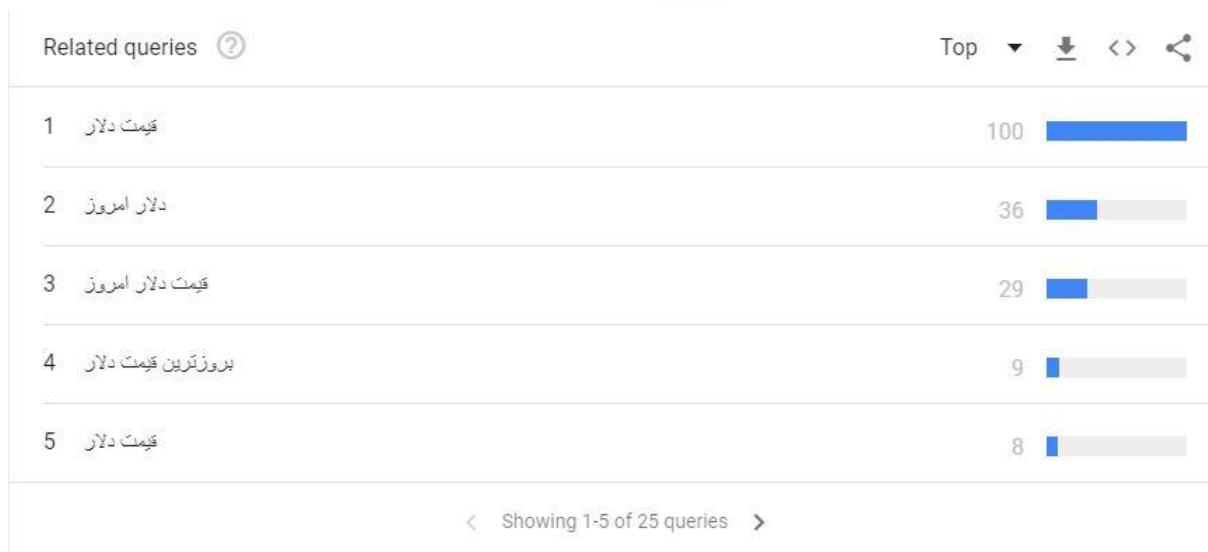 Related queries
Top
1 قیمت دلار 100
2 دلار امروز 36
3 قیمت دلار امروز 29
4 بروزترین قیمت دلار 9
5 قیمت دلار 8
Showing 1-5 of 25 queries